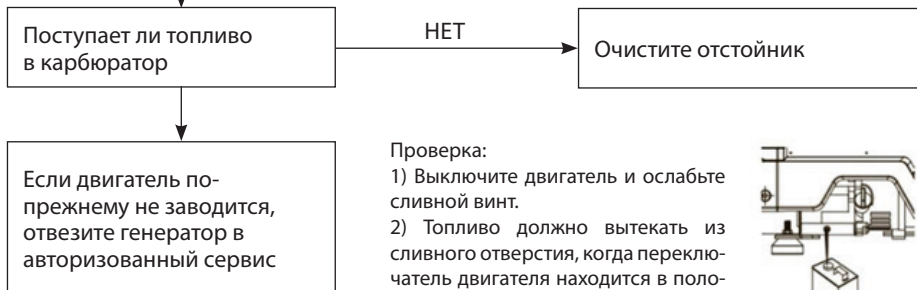 Поступает ли топливо
в карбюратор
НЕТ
Очистите отстойник
Если двигатель по-
прежнему не заводится,
отвезите генератор в
авторизованный сервис
Проверка:
1) Выключите двигатель и ослабьте
сливной винт.
2) Топливо должно вытекать из
сливного отверстия, когда переклю-
чатель двигателя находится в поло-